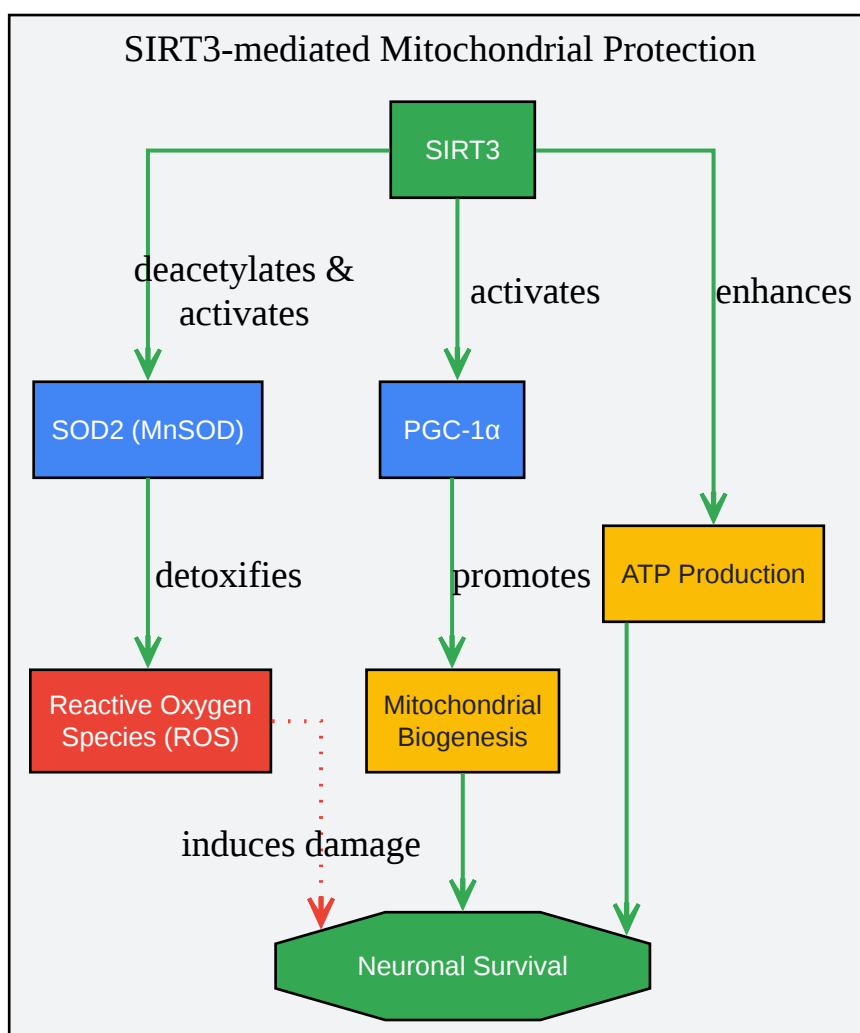 SIRT3-mediated Mitochondrial Protection
SIRT3
deacetylates &
activates
activates
enhances
SOD2 (MnSOD)
PGC-1α
detoxifies
promotes
ATP Production
Reactive Oxygen
Species (ROS)
Mitochondrial
Biogenesis
induces damage
Neuronal Survival